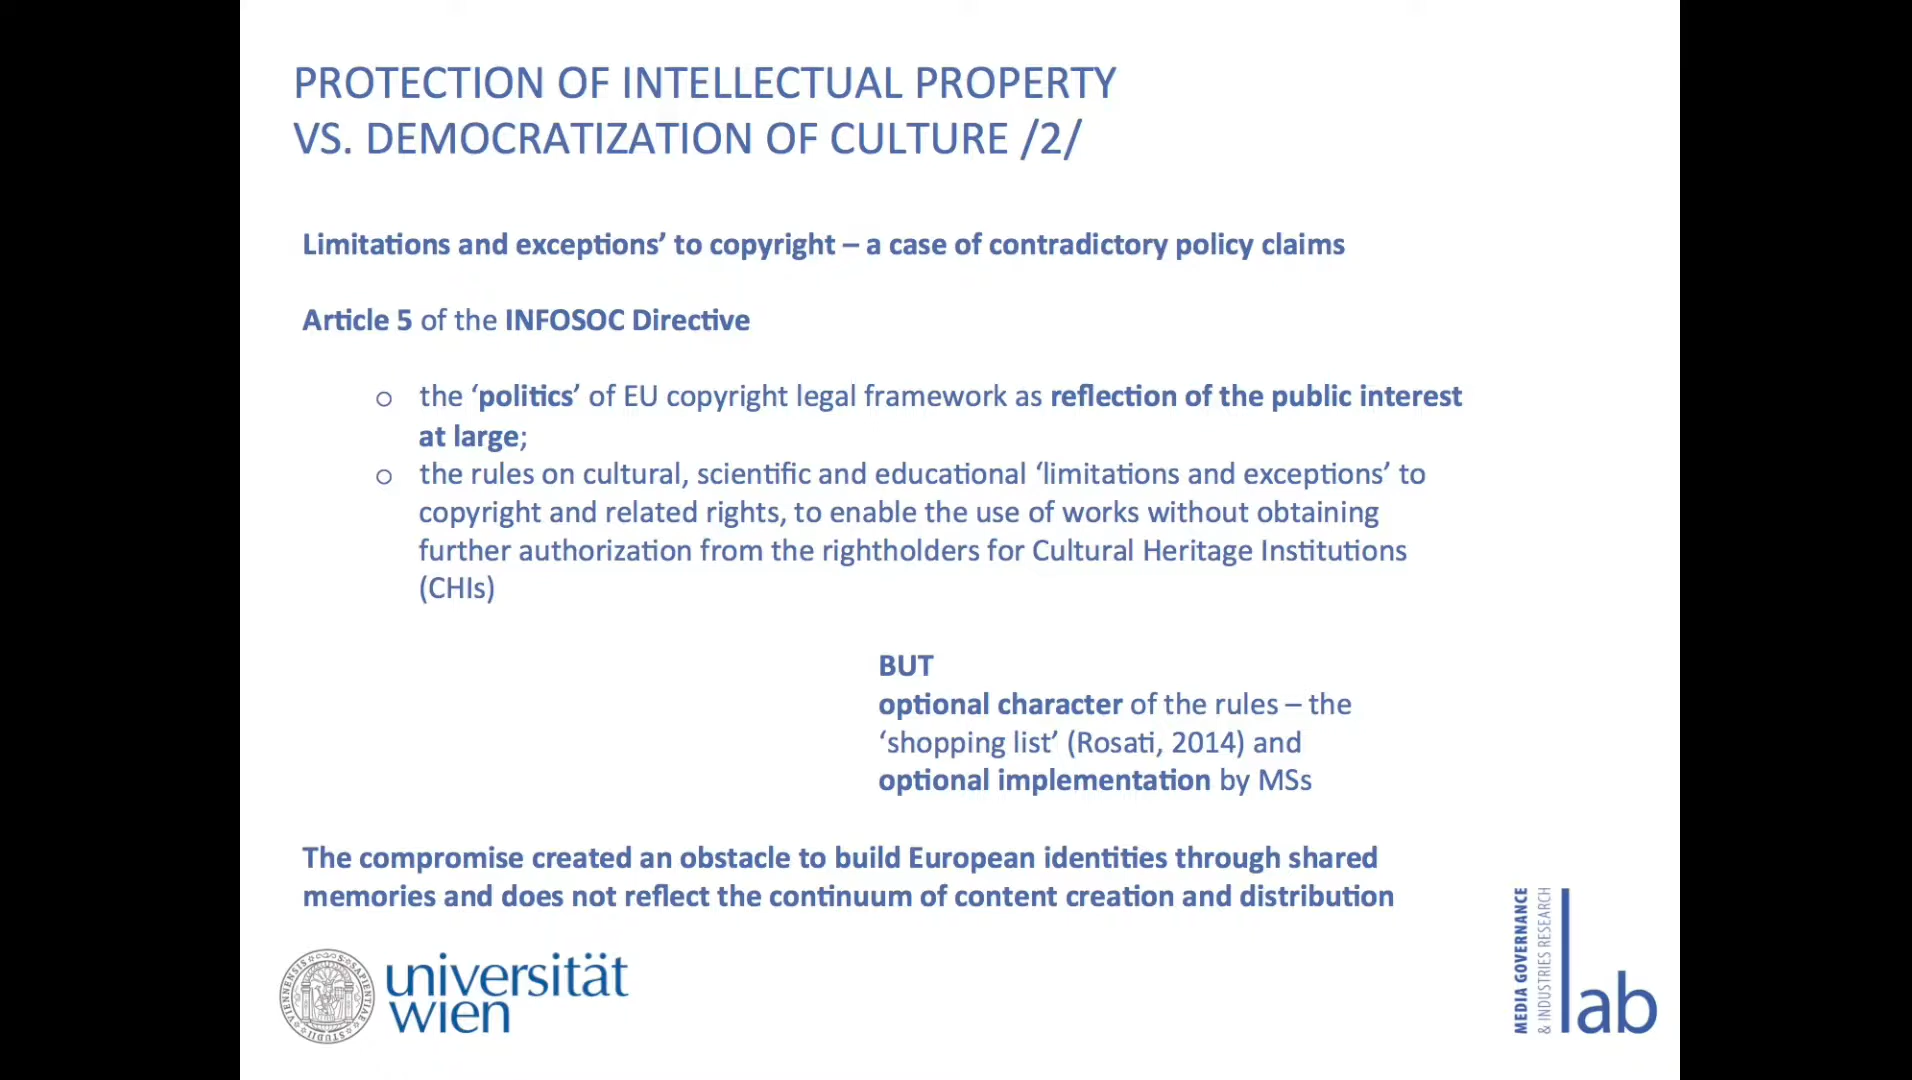 PROTECTION OF INTELLECTUAL PROPERTY
VS. DEMOCRATIZATION OF CULTURE /2/
Limitations and exceptions’ to copyright – a case of contradictory policy claims
Article 5 of the INFOSOC Directive
○ the ‘politics’ of EU copyright legal framework as reflection of the public interest
at large;
○ the rules on cultural, scientific and educational ‘limitations and exceptions’ to
copyright and related rights, to enable the use of works without obtaining
further authorization from the rightholders for Cultural Heritage Institutions
(CHIs)
BUT
optional character of the rules – the
‘shopping list’ (Rosati, 2014) and
optional implementation by MSs
The compromise created an obstacle to build European identities through shared
memories and does not reflect the continuum of content creation and distribution
universität
wien
MEDIA GOVERNANCE
& INDUSTRIES RESEARCH
lab